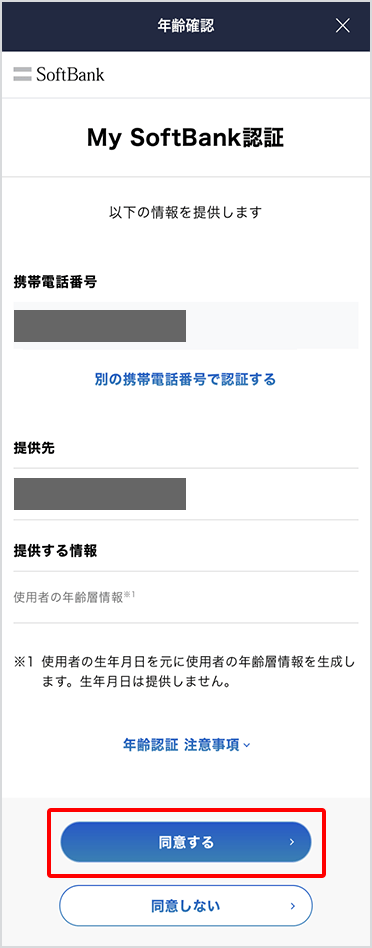 年齢確認
SoftBank
My SoftBank認証
以下の情報を提供します
携帯電話番号
別の携帯電話番号で認証する
提供先
提供する情報
使用者の年齢層情報※1
※1 使用者の生年月日を元に使用者の年齢層情報を生成し
ます。生年月日は提供しません。
年齢認証 注意事項
同意する
同意しない